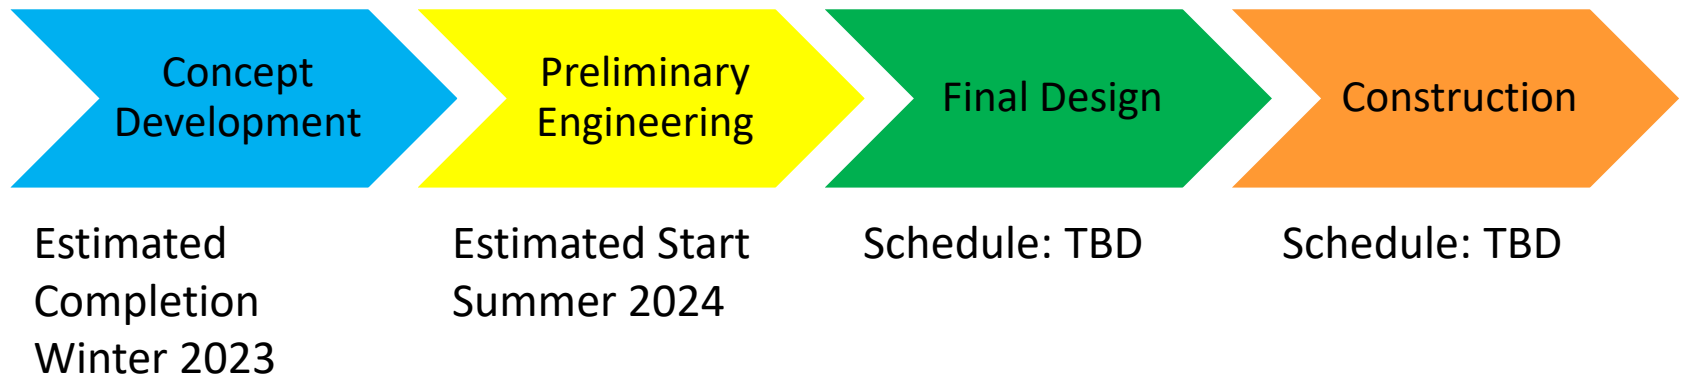 Concept
Development
Preliminary
Engineering
Final Design
Construction
Estimated
Completion
Winter 2023
Estimated Start
Summer 2024
Schedule: TBD
Schedule: TBD